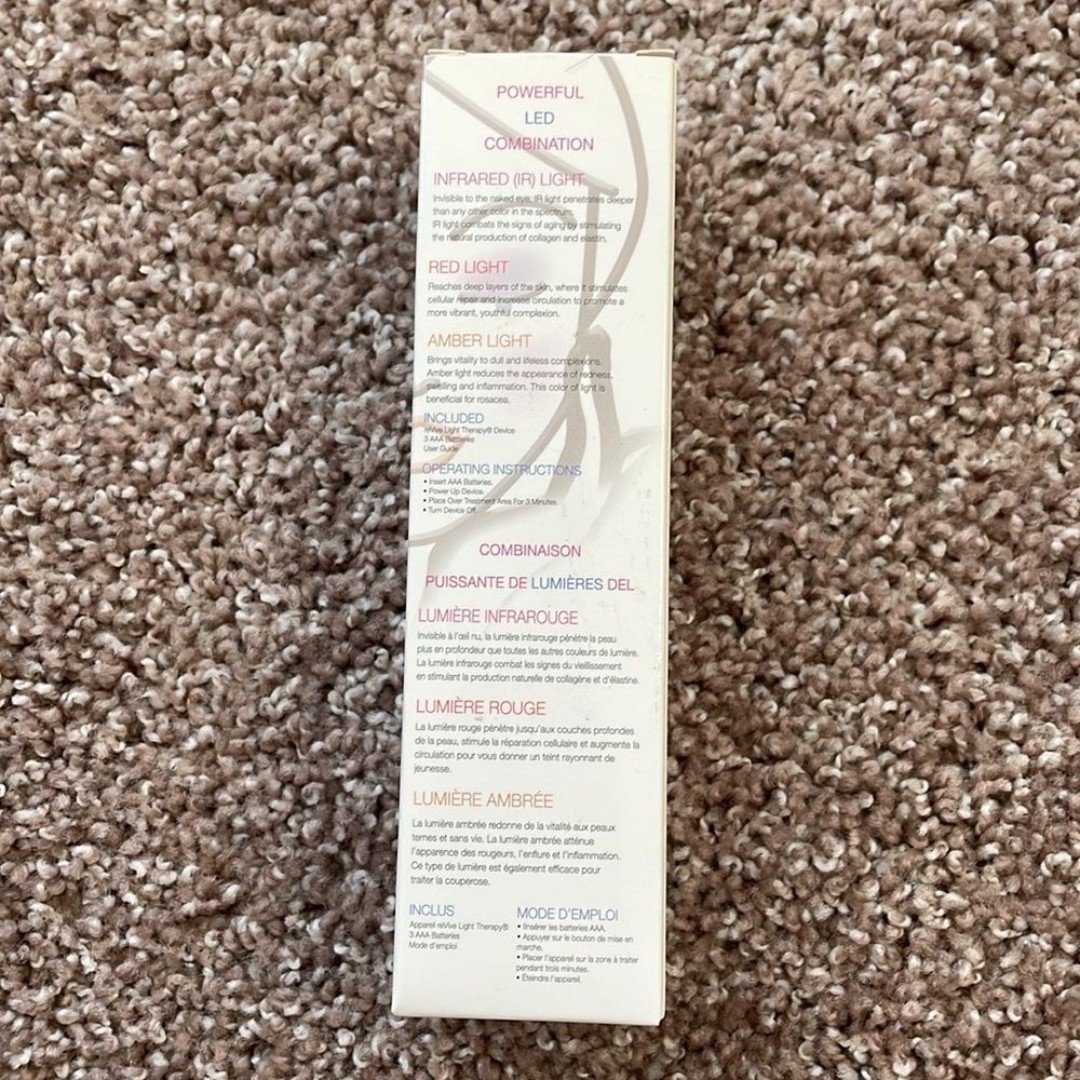 POWERFUL
LED
COMBINATION
INFRARED (IR) LIGHT
Invisible to the naked eye, IR light penetrates deeper
than any other color in the spectrum.
IR light combats the signs of aging by stimulating
the natural production of collagen and elastin.
RED LIGHT
Reaches deep layers of the skin, where it stimulates
cellular repair and increase circulation to promote a
more vibrant, youthful complexion.
AMBER LIGHT
Brings vitality to dull and lifeless complexions.
Amber light reduces the appearance of redness,
swelling and inflammation. This color of light is
beneficial for rosacea.
INCLUDED
reVive Light Therapy® Device
3 AAA Batteries
User Guide
OPERATING INSTRUCTIONS
• Insert AAA Batteries.
• Power Up Device.
• Place Over Treatment Area For 3 Minutes.
• Turn Device Off.
COMBINAISON
PUISSANTE DE LUMIÈRES DEL
LUMIÈRE INFRAROUGE
Invisible à l'œil nu, la lumière infrarouge pénètre la peau
plus en profondeur que toutes les autres couleurs de lumière.
La lumière infrarouge combat les signes du vieillissement
en stimulant la production naturelle de collagène et d'élastine.
LUMIÈRE ROUGE
La lumière rouge pénètre jusqu'aux couches profondes
de la peau, stimule la réparation cellulaire et augmente la
circulation pour vous donner un teint rayonnant de
jeunesse.
LUMIÈRE AMBRÉE
La lumière ambrée redonne de la vitalité aux peaux
ternes et sans vie. La lumière ambrée atténue
l'apparence des rougeurs, l'enflure et l'inflammation.
Ce type de lumière est également efficace pour
traiter la couperose.
INCLUS
Appareil reVive Light Therapy®
3 AAA Batteries
Mode d'emploi
MODE D'EMPLOI
• Iinsérer les batteries AAA.
• Appuyer sur le bouton de mise en
marche.
• Placer l'appareil sur la zone à traiter
pendant trois minutes.
• Éteindre l'appareil.